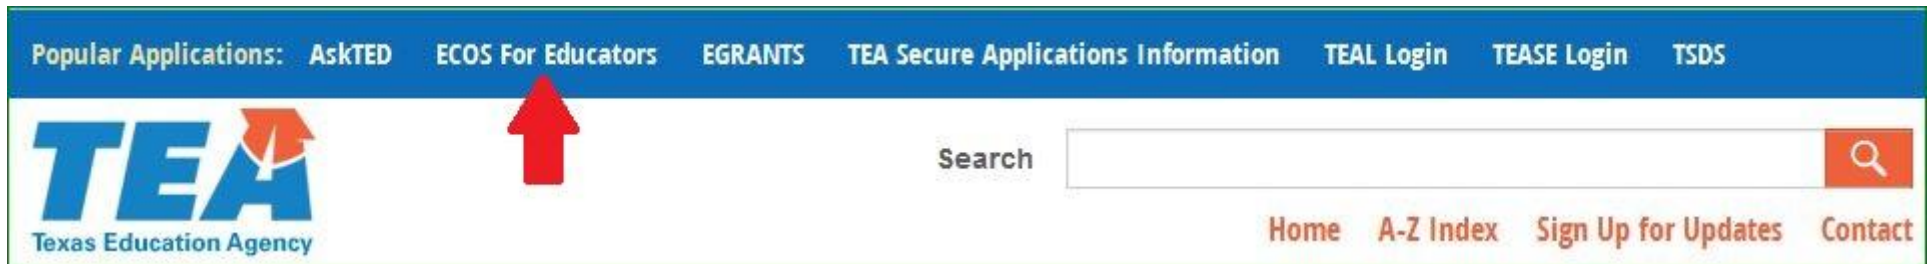 Popular Applications: AskTED ECOS For Educators EGRANTS TEA Secure Applications Information TEAL Login TEASE Login TSDS
TEA
Texas Education Agency
Search
Home A-Z Index Sign Up for Updates Contact